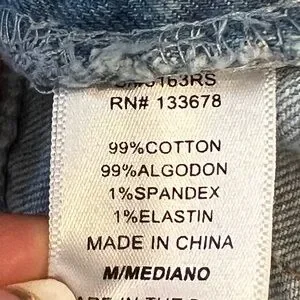 RN# 133678
99%COTTON
99%ALGODON
1%SPANDEX
1%ELASTIN
MADE IN CHINA
M/MEDIANO